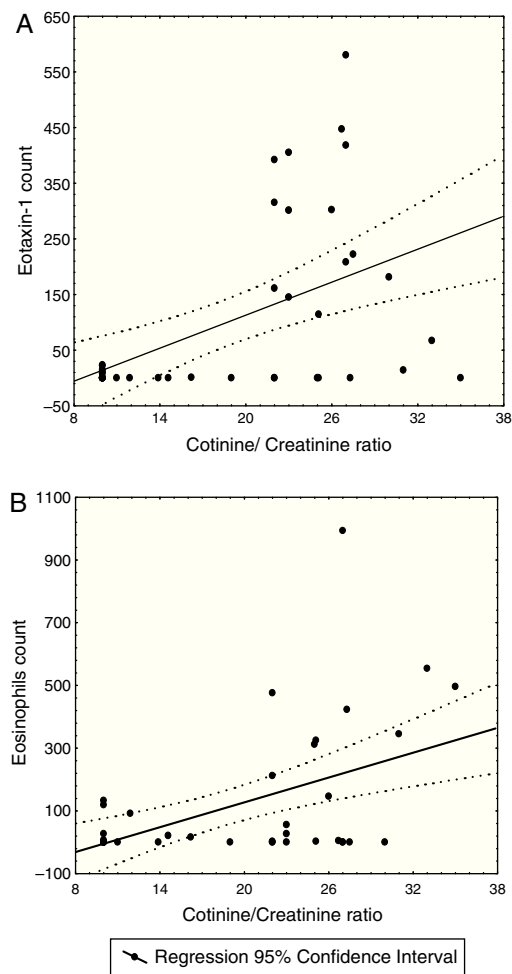 A
650
550
450
350
250
150
50
−50
Eotaxin-1 count
8 14 20 26 32 38
Cotinine/ Creatinine ratio
B
1100
900
700
500
300
100
−100
Eosinophils count
8 14 20 26 32 38
Cotinine/Creatinine ratio
Regression 95% Confidence Interval